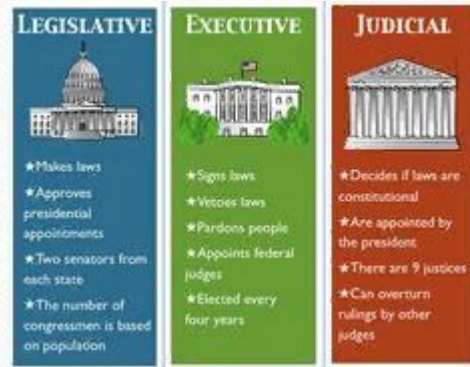 LEGISLATIVE
★Makes laws
★Approves
presidential
appointments
★Two senators from
each state
★The number of
congressmen is based
on population
EXECUTIVE
★Signs laws
★Vetoes laws
★Pardons people
★Appoints federal
judges
★Elected every
four years
JUDICIAL
★Decides if laws are
constitutional
★Are appointed by
the president
★There are 9 justices
★Can overturn
rulings by other
judges